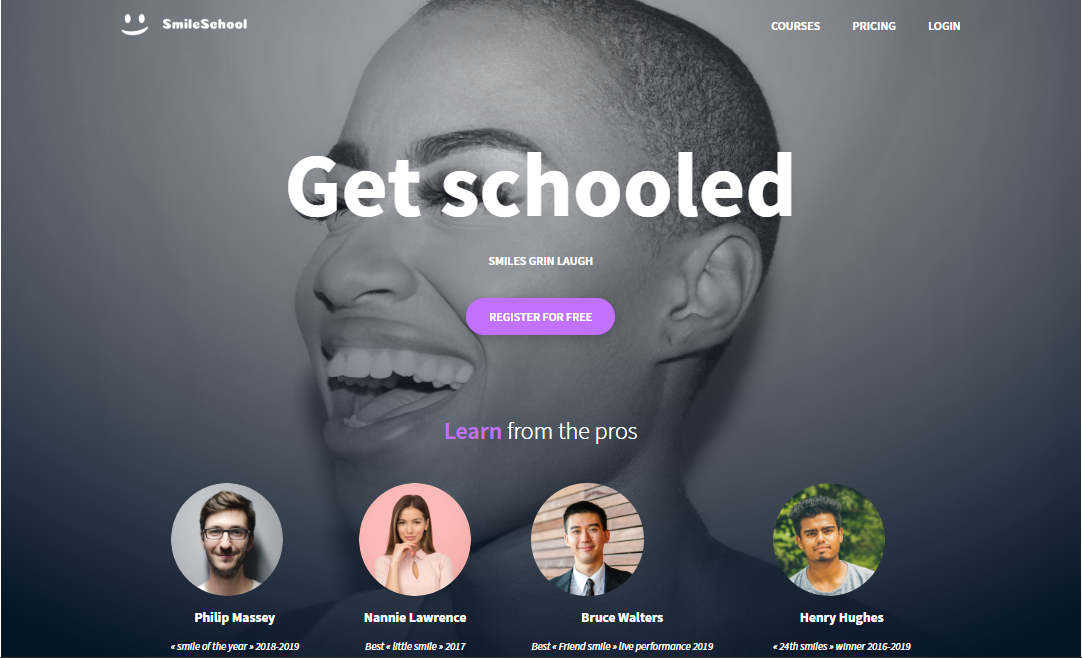 SmileSchool
COURSES PRICING LOGIN
Get schooled
SMILES GRIN LAUGH
REGISTER FOR FREE
Learn from the pros
Philip Massey Nannie Lawrence Bruce Walters Henry Hughes
« smile of the year » 2018-2019 Best « little smile » 2017 Best « Friend smile » live performance 2019 « 24th smiles » winner 2016-2019